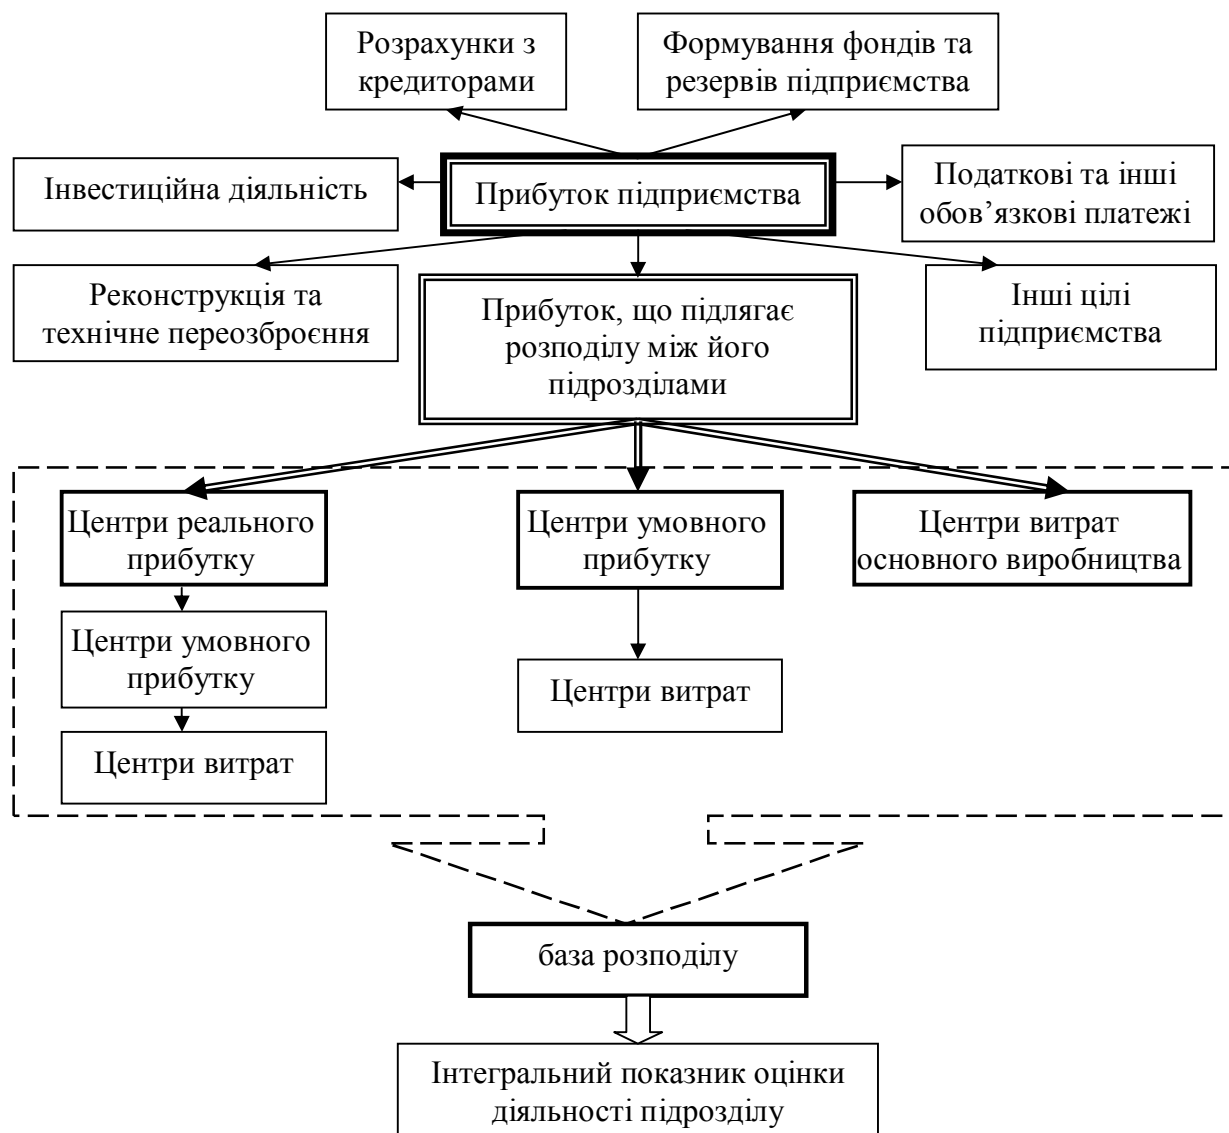 Розрахунки з
кредиторами
Формування фондів та
резервів підприємства
Інвестиційна діяльність
Прибуток підприємства
Податкові та інші
обов’язкові платежі
Реконструкція та
технічне переозброєння
Прибуток, що підлягає
розподілу між його
підрозділами
Інші цілі
підприємства
Центри реального
прибутку
Центри умовного
прибутку
Центри витрат
основного виробництва
Центри умовного
прибутку
Центри витрат
Центри витрат
база розподілу
Інтегральний показник оцінки
діяльності підрозділу